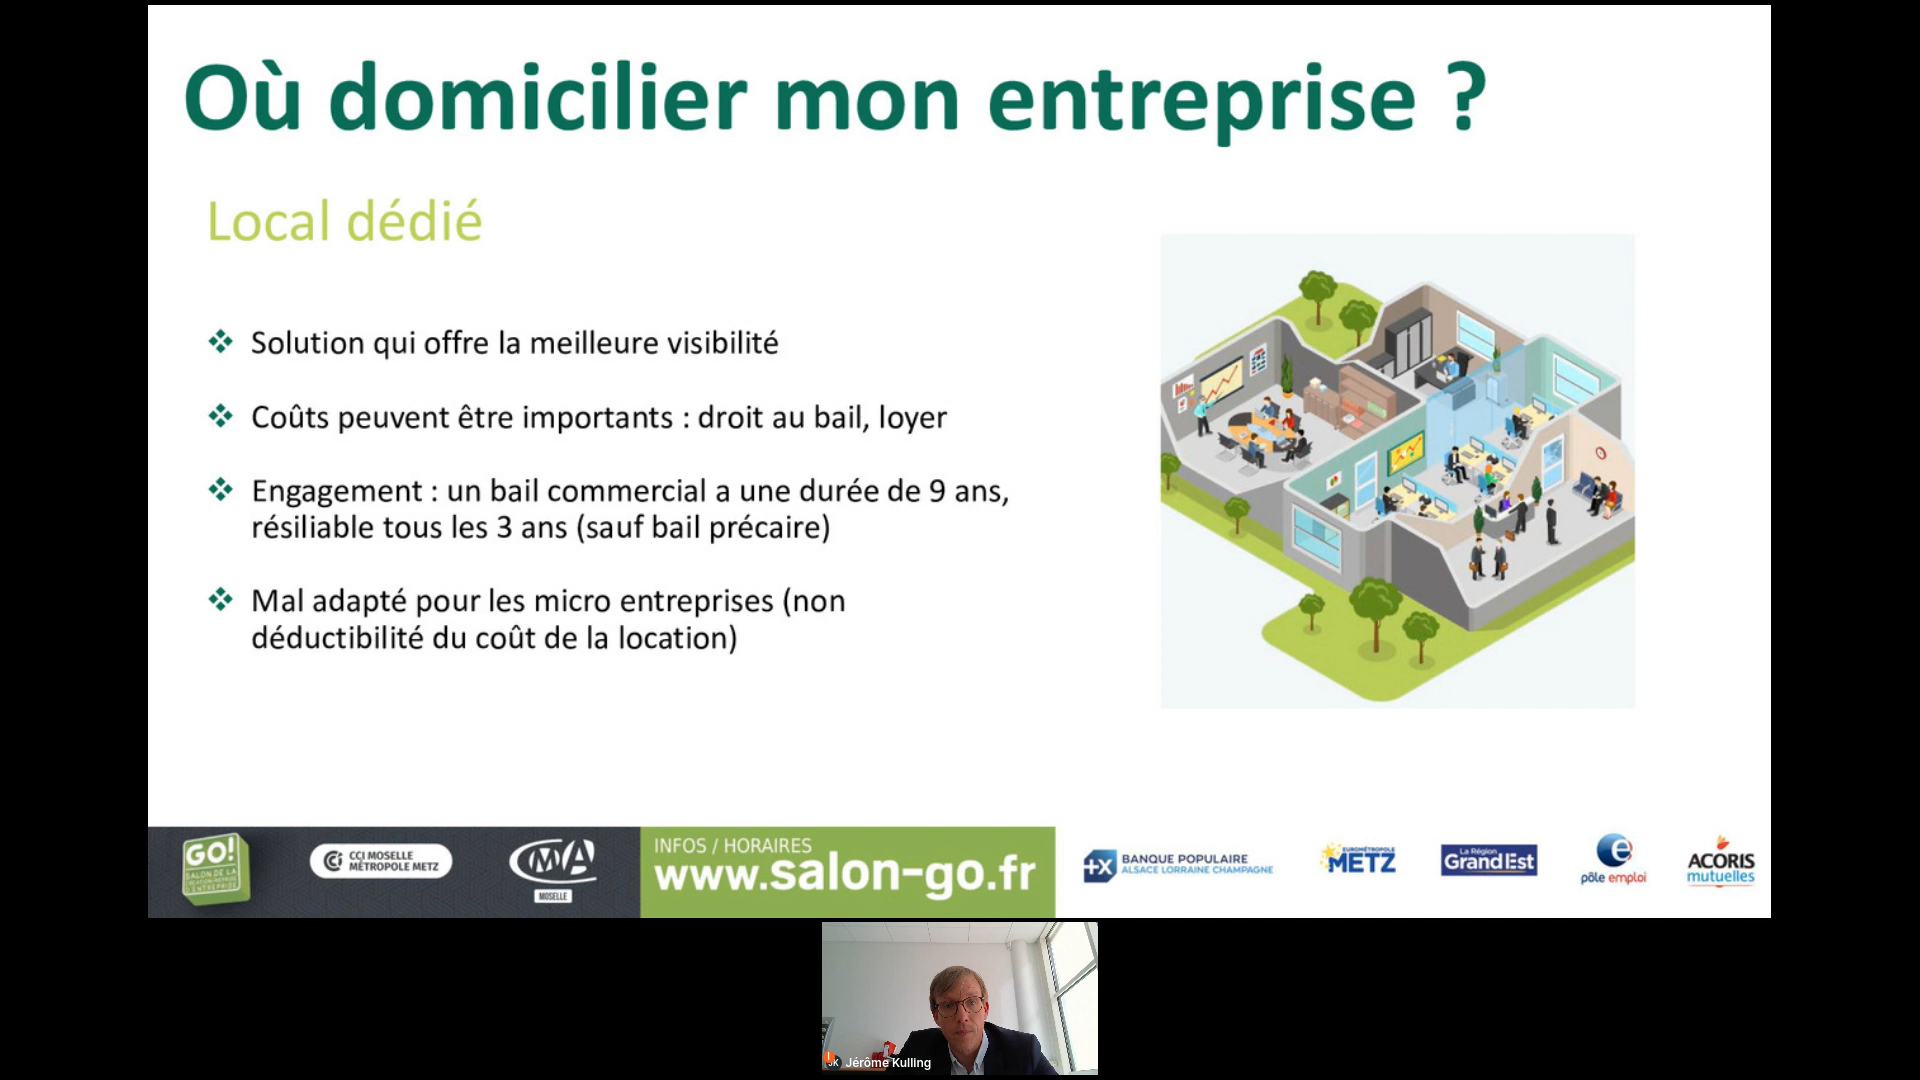 Où domicilier mon entreprise ?
Local dédié
Solution qui offre la meilleure visibilité
Coûts peuvent être importants : droit au bail, loyer
Engagement : un bail commercial a une durée de 9 ans,
résiliable tous les 3 ans (sauf bail précaire)
Mal adapté pour les micro entreprises (non
déductibilité du coût de la location)
GO!
SALON DE LA
CRÉATION-REPRISE
D'ENTREPRISE
CCI MOSELLE
MÉTROPOLE METZ
CMA
MOSELLE
INFOS / HORAIRES
www.salon-go.fr
BANQUE POPULAIRE
ALSACE LORRAINE CHAMPAGNE
EUROMÉTROPOLE
METZ
La Région
Grand Est
pôle emploi
ACORIS
mutuelles
JK Jérôme Kulling